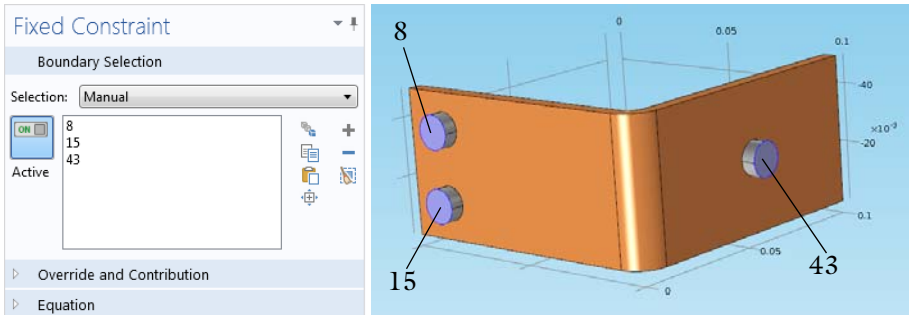 Fixed Constraint
Boundary Selection
Selection: Manual
ON
Active
8
15
43
Override and Contribution
Equation
8
15
43
0
0.05
0.1
-40
×10⁻³
-20
0.1
0.05
0